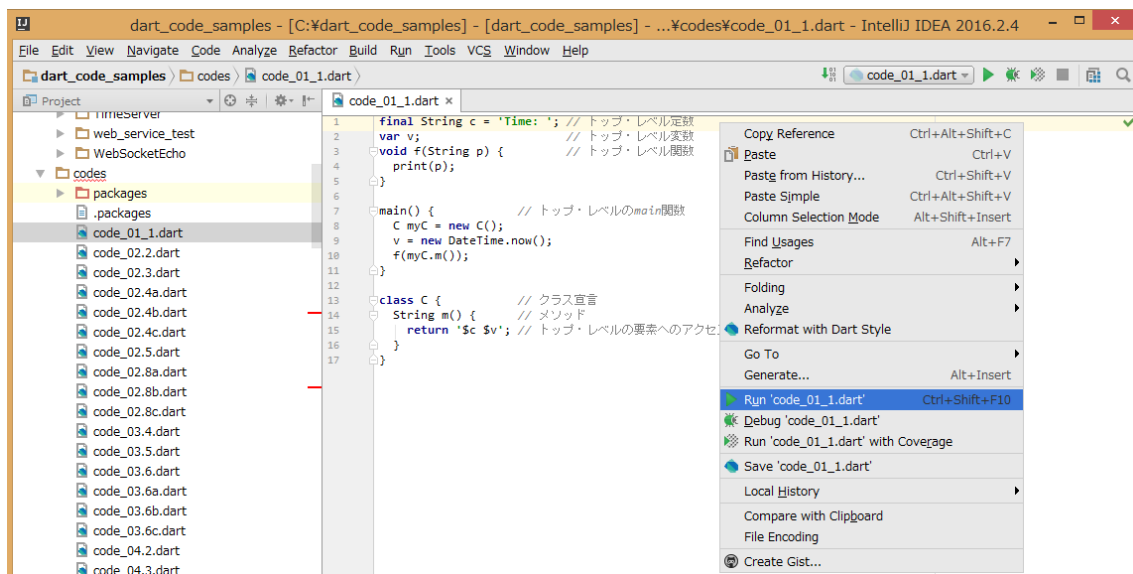 dart_code_samples - [C:¥dart_code_samples] - [dart_code_samples] - ...¥codes¥code_01_1.dart - IntelliJ IDEA 2016.2.4
File Edit View Navigate Code Analyze Refactor Build Run Tools VCS Window Help
dart_code_samples codes code_01_1.dart
code_01_1.dart
Project
code_01_1.dart
TimeServer
web_service_test
WebSocketEcho
codes
packages
.packages
code_01_1.dart
code_02.2.dart
code_02.3.dart
code_02.4a.dart
code_02.4b.dart
code_02.4c.dart
code_02.5.dart
code_02.8a.dart
code_02.8b.dart
code_02.8c.dart
code_03.4.dart
code_03.5.dart
code_03.6.dart
code_03.6a.dart
code_03.6b.dart
code_03.6c.dart
code_04.2.dart
code_04.3.dart
1 final String c = 'Time: '; // トップ・レベル定数
2 var v; // トップ・レベル変数
3 void f(String p) { // トップ・レベル関数
4 print(p);
5 }
6
7 main() { // トップ・レベルのmain関数
8 C myC = new C();
9 v = new DateTime.now();
10 f(myC.m());
11 }
12
13 class C { // クラス宣言
14 String m() { // メソッド
15 return '$c $v'; // トップ・レベルの要素へのアクセ
16 }
17 }
Copy Reference Ctrl+Alt+Shift+C
Paste Ctrl+V
Paste from History... Ctrl+Shift+V
Paste Simple Ctrl+Alt+Shift+V
Column Selection Mode Alt+Shift+Insert
Find Usages Alt+F7
Refactor
Folding
Analyze
Reformat with Dart Style
Go To
Generate... Alt+Insert
Run 'code_01_1.dart' Ctrl+Shift+F10
Debug 'code_01_1.dart'
Run 'code_01_1.dart' with Coverage
Save 'code_01_1.dart'
Local History
Compare with Clipboard
File Encoding
Create Gist...